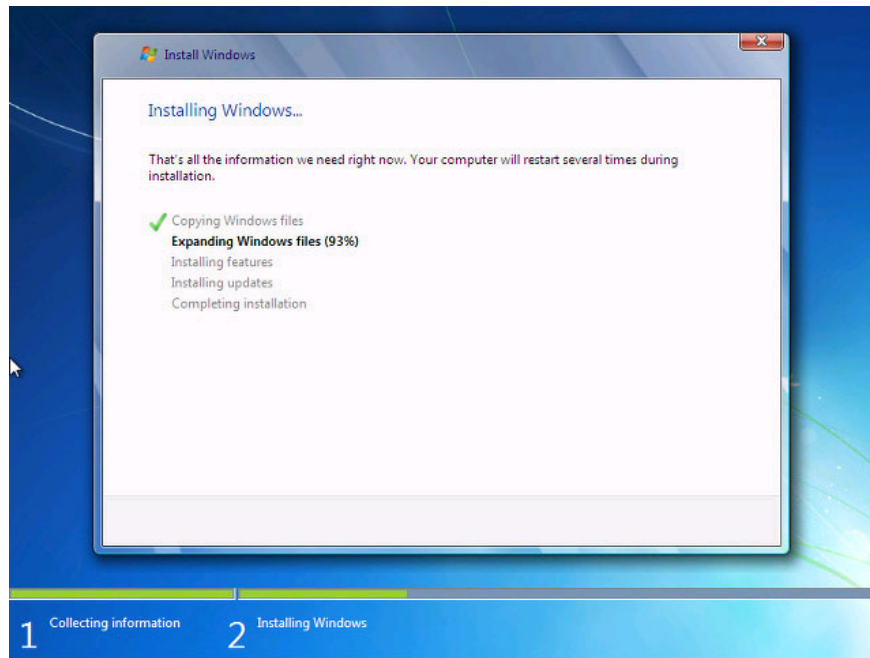 Install Windows
Installing Windows...
That's all the information we need right now. Your computer will restart several times during
installation.
Copying Windows files
Expanding Windows files (93%)
Installing features
Installing updates
Completing installation
1 Collecting information
2 Installing Windows